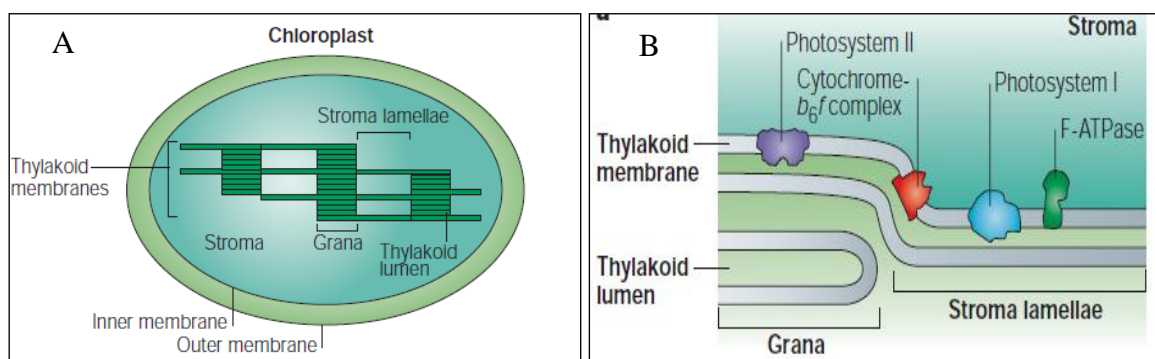 A
Chloroplast
Stroma lamellae
Thylakoid
membranes
Stroma
Grana
Thylakoid
lumen
Inner membrane
Outer membrane
B
Stroma
Photosystem II
Cytochrome-
b6f complex
Photosystem I
F-ATPase
Thylakoid
membrane
Thylakoid
lumen
Stroma lamellae
Grana